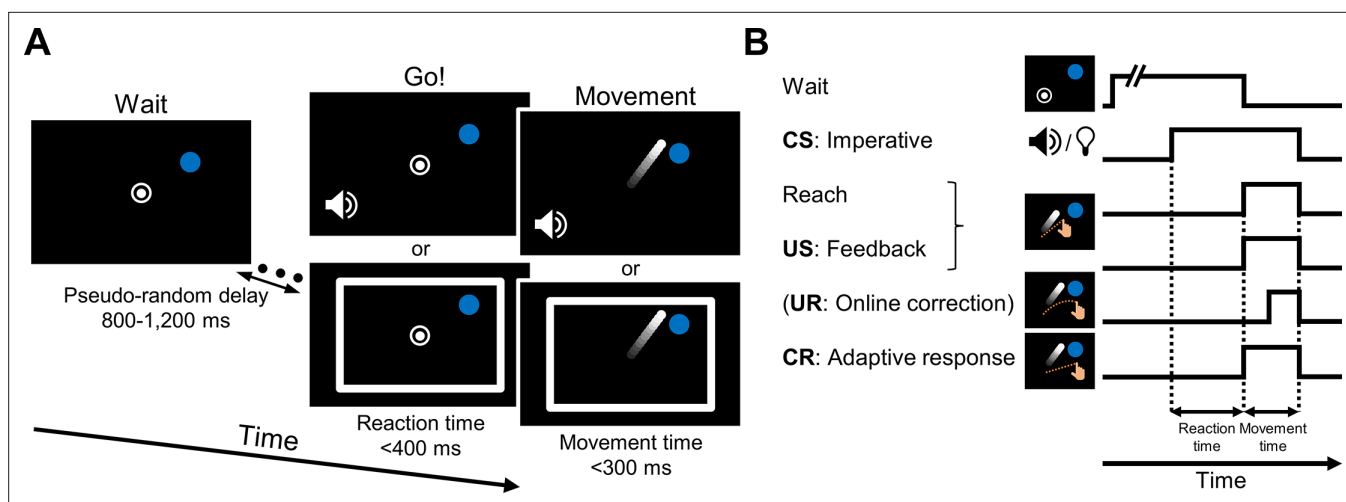 A
Wait
Pseudo-random delay
800-1,200 ms
Go!
or
Reaction time
<400 ms
Movement
or
Movement time
<300 ms
Time
B
Wait
CS: Imperative
/
Reach
US: Feedback
(UR: Online correction)
CR: Adaptive response
Reaction
time
Movement
time
Time